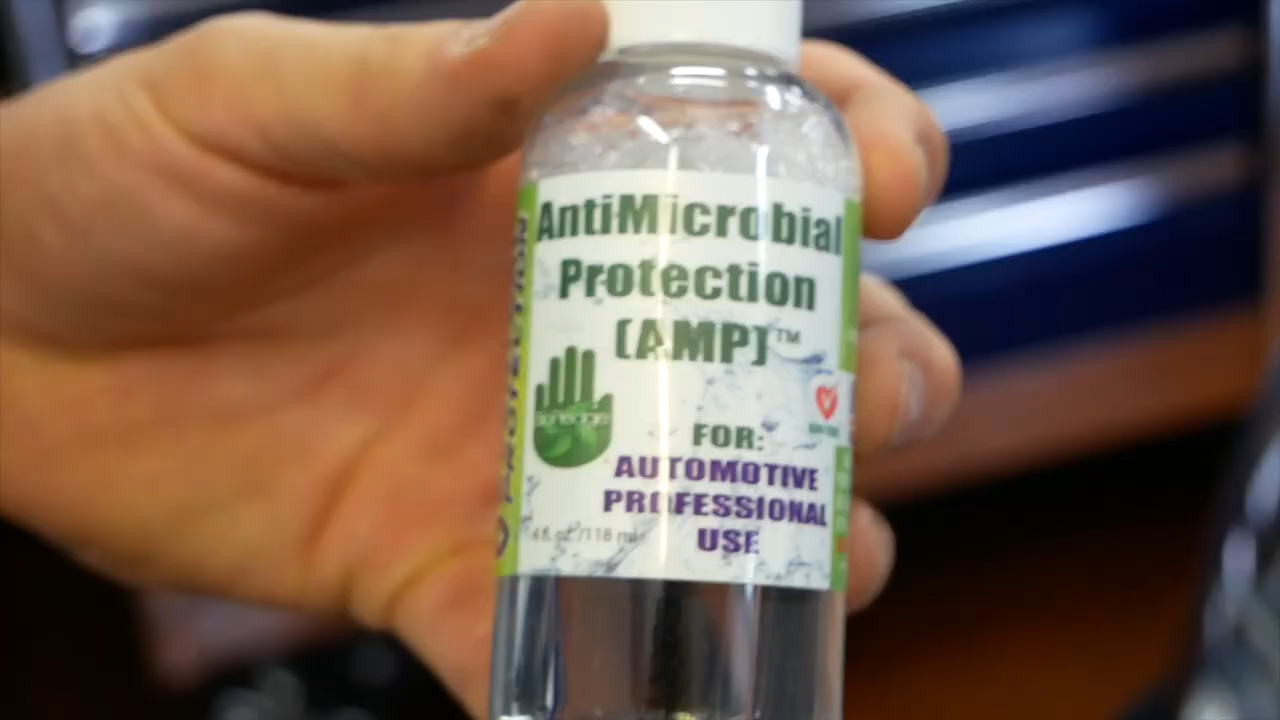 AntiMicrobial
Protection
(AMP)™
FOR:
AUTOMOTIVE
PROFESSIONAL
USE
4 fl. oz./118 ml